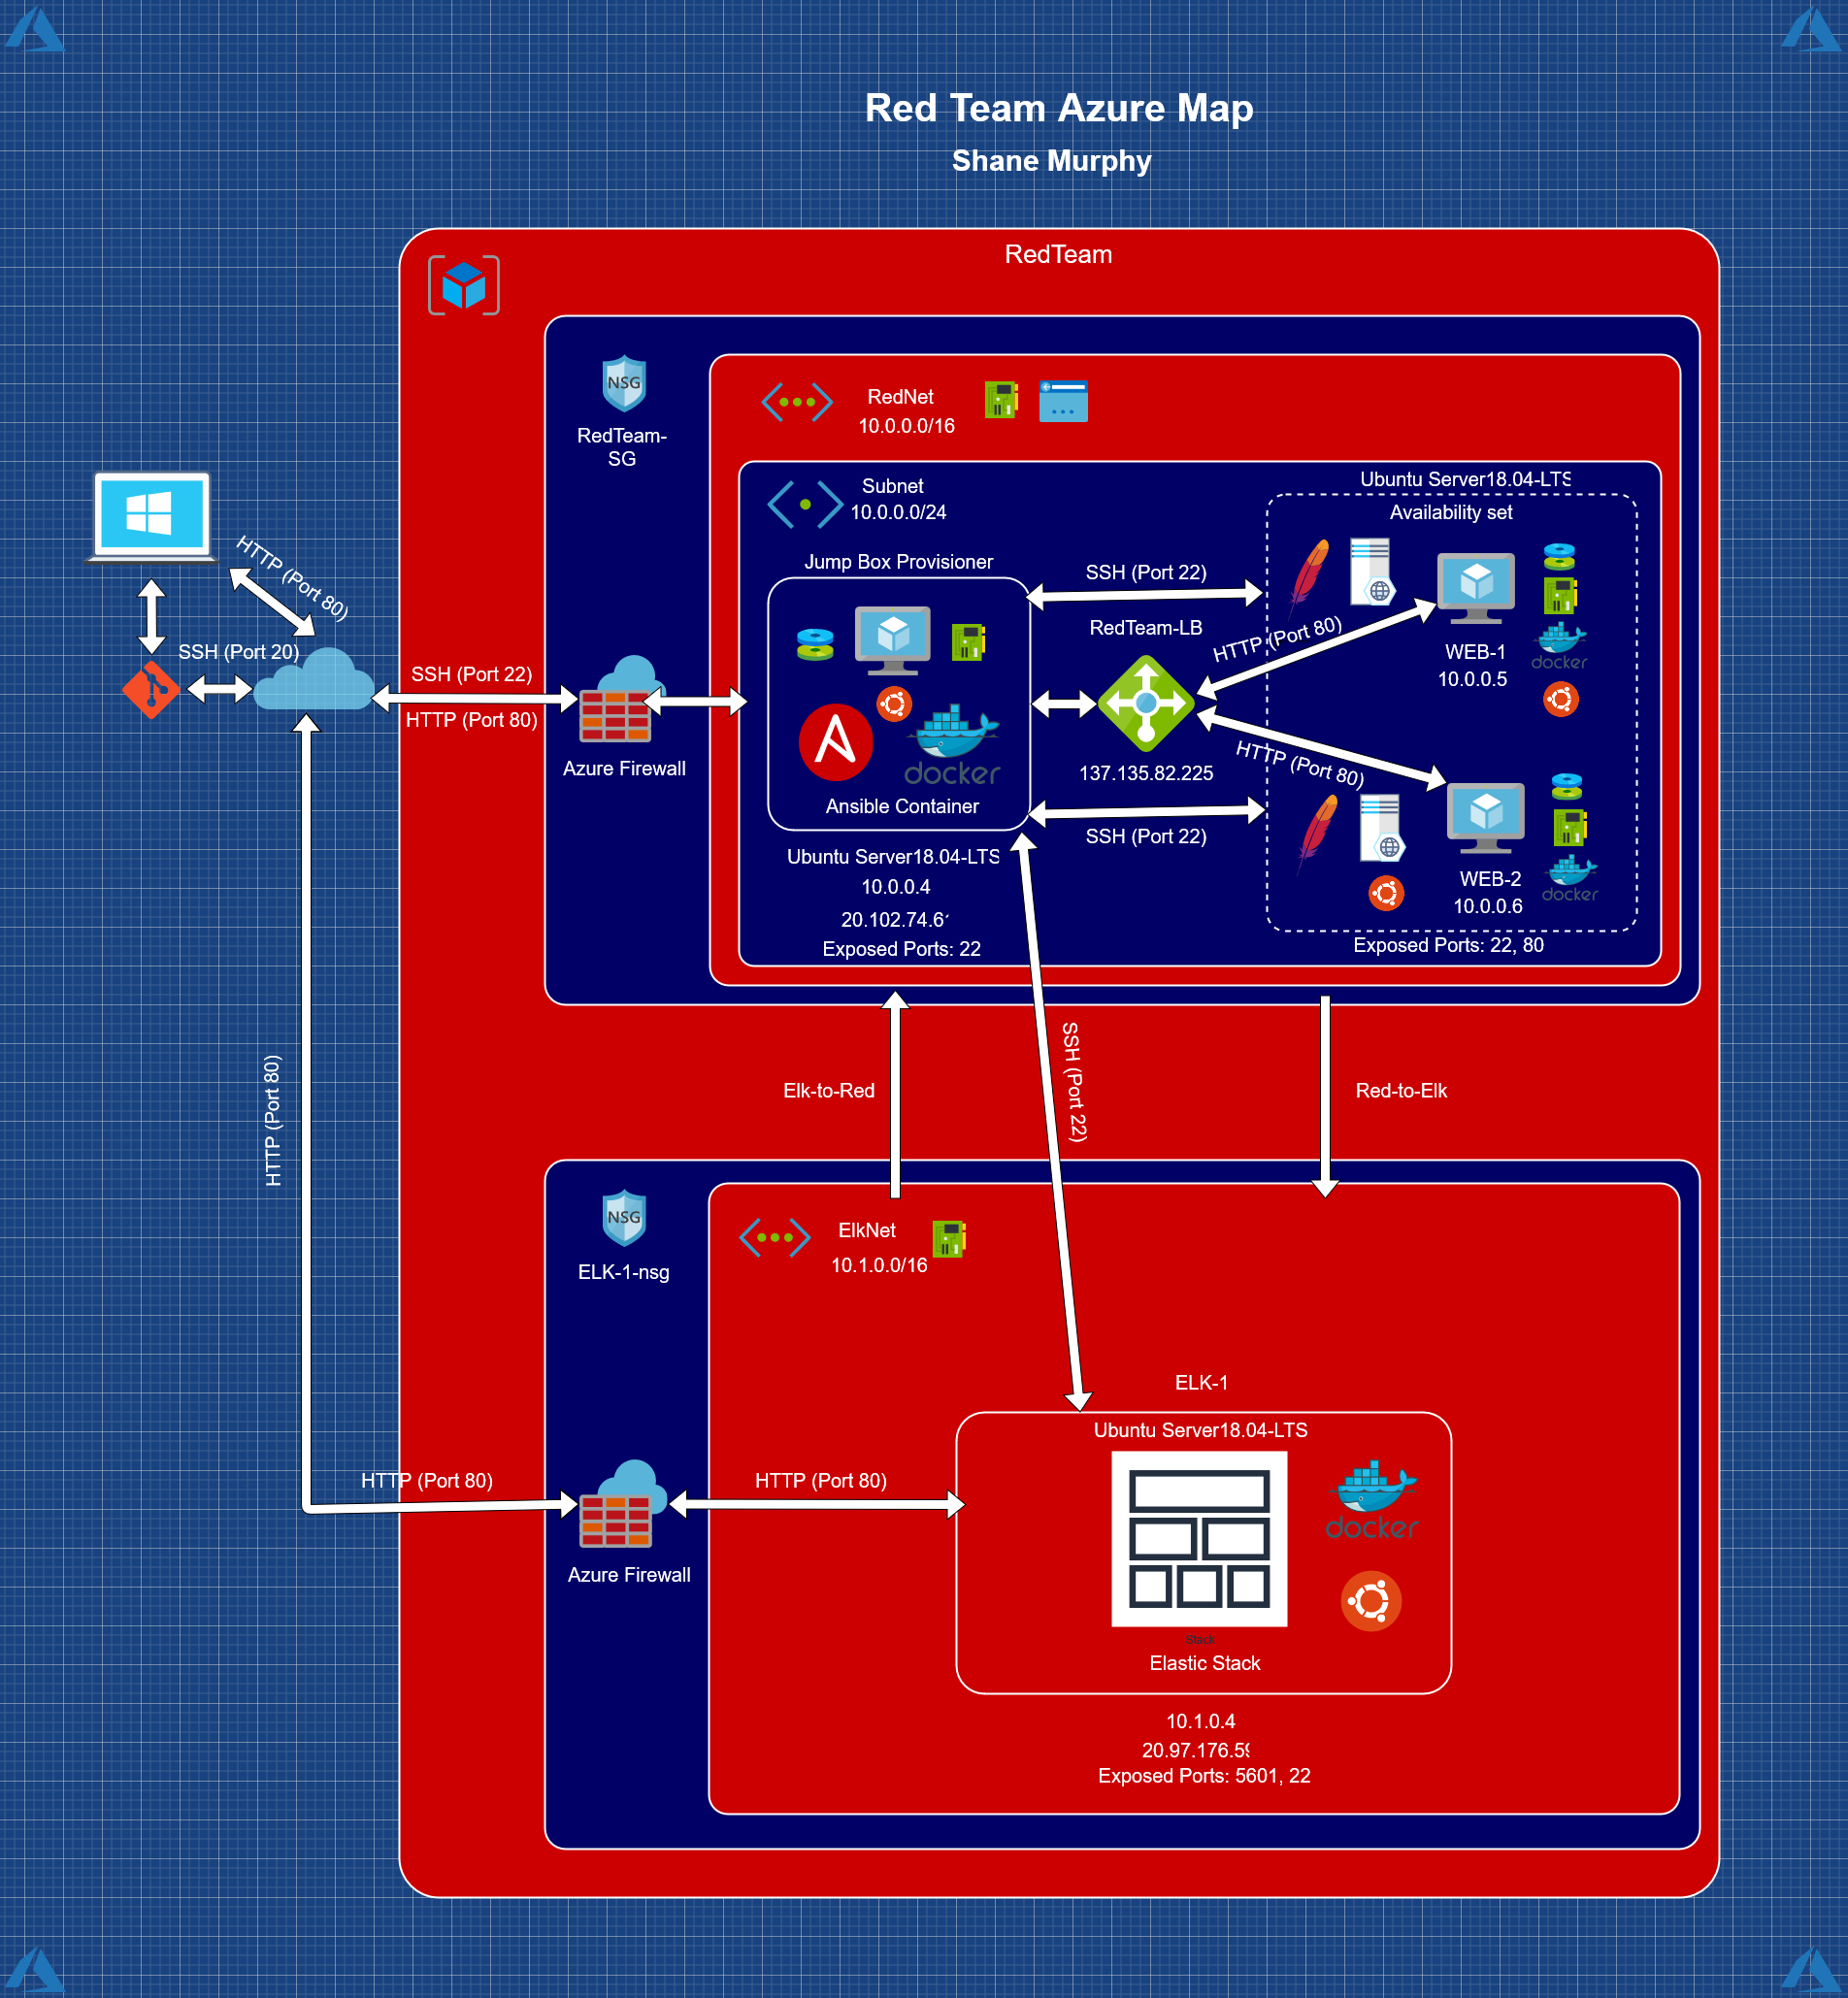 Red Team Azure Map
Shane Murphy
RedTeam
NSG
RedTeam-
SG
RedNet
10.0.0.0/16
Subnet
10.0.0.0/24
Ubuntu Server18.04-LTS
Availability set
Jump Box Provisioner
SSH (Port 22)
RedTeam-LB
HTTP (Port 80)
WEB-1
10.0.0.5
docker
HTTP (Port 80)
SSH (Port 20)
SSH (Port 22)
HTTP (Port 80)
Azure Firewall
docker
Ansible Container
137.135.82.225
HTTP (Port 80)
SSH (Port 22)
WEB-2
10.0.0.6
docker
Exposed Ports: 22, 80
Ubuntu Server18.04-LTS
10.0.0.4
20.102.74.6
Exposed Ports: 22
Elk-to-Red
SSH (Port 22)
Red-to-Elk
HTTP (Port 80)
NSG
ELK-1-nsg
ElkNet
10.1.0.0/16
ELK-1
Ubuntu Server18.04-LTS
HTTP (Port 80)
HTTP (Port 80)
Azure Firewall
docker
Stack
Elastic Stack
10.1.0.4
20.97.176.59
Exposed Ports: 5601, 22